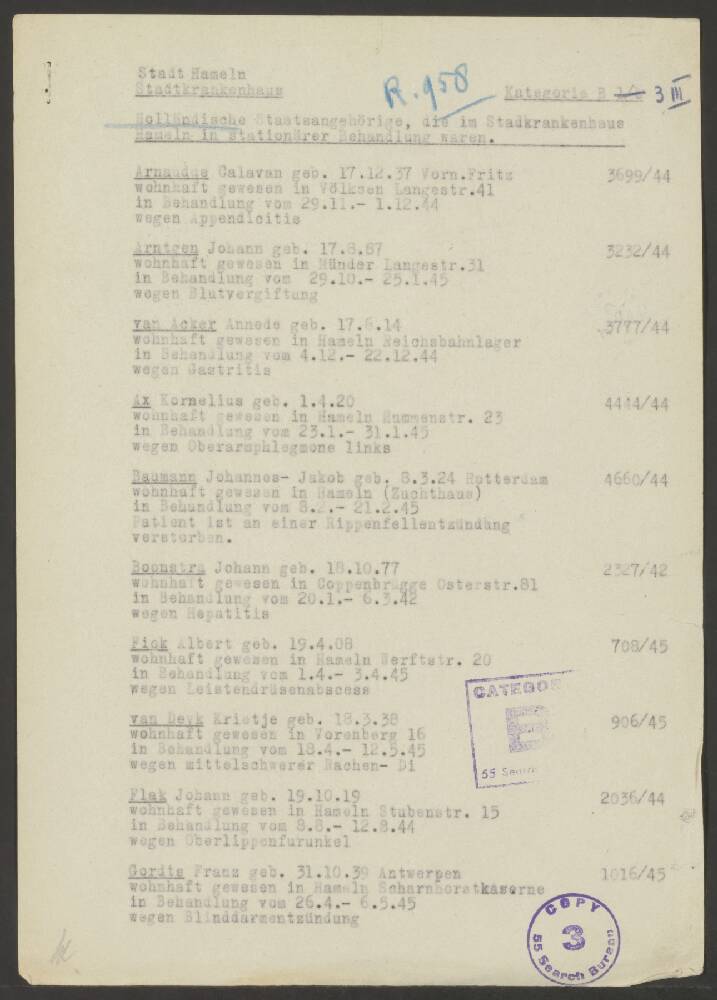 Stadt Hameln
Stadtkrankenhaus
R. 958
Kategorie B 3 III
Holländische Staatsangehörige, die im Stadkrankenhaus
Hameln in stationärer Behandlung waren.
Arnaudue Calavan geb. 17.12.37 Vorn.Fritz 3699/44
wohnhaft gewesen in Völksen Langestr.41
in Behandlung vom 29.11.- 1.12.44
wegen Appendicitis
Arntgen Johann geb. 17.8.87 3232/44
wohnhaft gewesen in Münder Langestr.31
in Behandlung vom 29.10.- 25.1.45
wegen Blutvergiftung
van Acker Annede geb. 17.6.14 3777/44
wohnhaft gewesen in Hameln Reichsbahnlager
in Behandlung vom 4.12.- 22.12.44
wegen Gastritis
Ax Kornelius geb. 1.4.20 4444/44
wohnhaft gewesen in Hameln Hummenstr. 23
in Behandlung vom 23.1.- 31.1.45
wegen Oberarmphlegmone links
Baumann Johannes- Jakob geb. 8.3.24 Rotterdam 4660/44
wohnhaft gewesen in Hameln (Zuchthaus)
in Behandlung vom 8.2.- 21.2.45
Patient ist an einer Rippenfellentzündung
verstorben.
Boonstra Johann geb. 18.10.77 2327/42
wohnhaft gewesen in Coppenbrügge Osterstr.81
in Behandlung vom 20.1.- 6.3.42
wegen Hepatitis
Fick Albert geb. 19.4.08 708/45
wohnhaft gewesen in Hameln Werftstr. 20
in Behandlung vom 1.4.- 3.4.45
wegen Leistendrüsenabscess
van Deyk Krietje geb. 18.3.38 906/45
wohnhaft gewesen in Vorenberg 16
in Behandlung vom 18.4.- 12.5.45
wegen mittelschwerer Rachen- Di
CATEGOR
55 Search
Flak Johann geb. 19.10.19 2036/44
wohnhaft gewesen in Hameln Stubenstr. 15
in Behandlung vom 8.8.- 12.8.44
wegen Oberlippenfurunkel
Gordis Franz geb. 31.10.39 Antwerpen 1016/45
wohnhaft gewesen in Hameln Scharnhorstkaserne
in Behandlung vom 26.4.- 6.5.45
wegen Blinddarmentzündung
COPY
3
55 Search Bureau